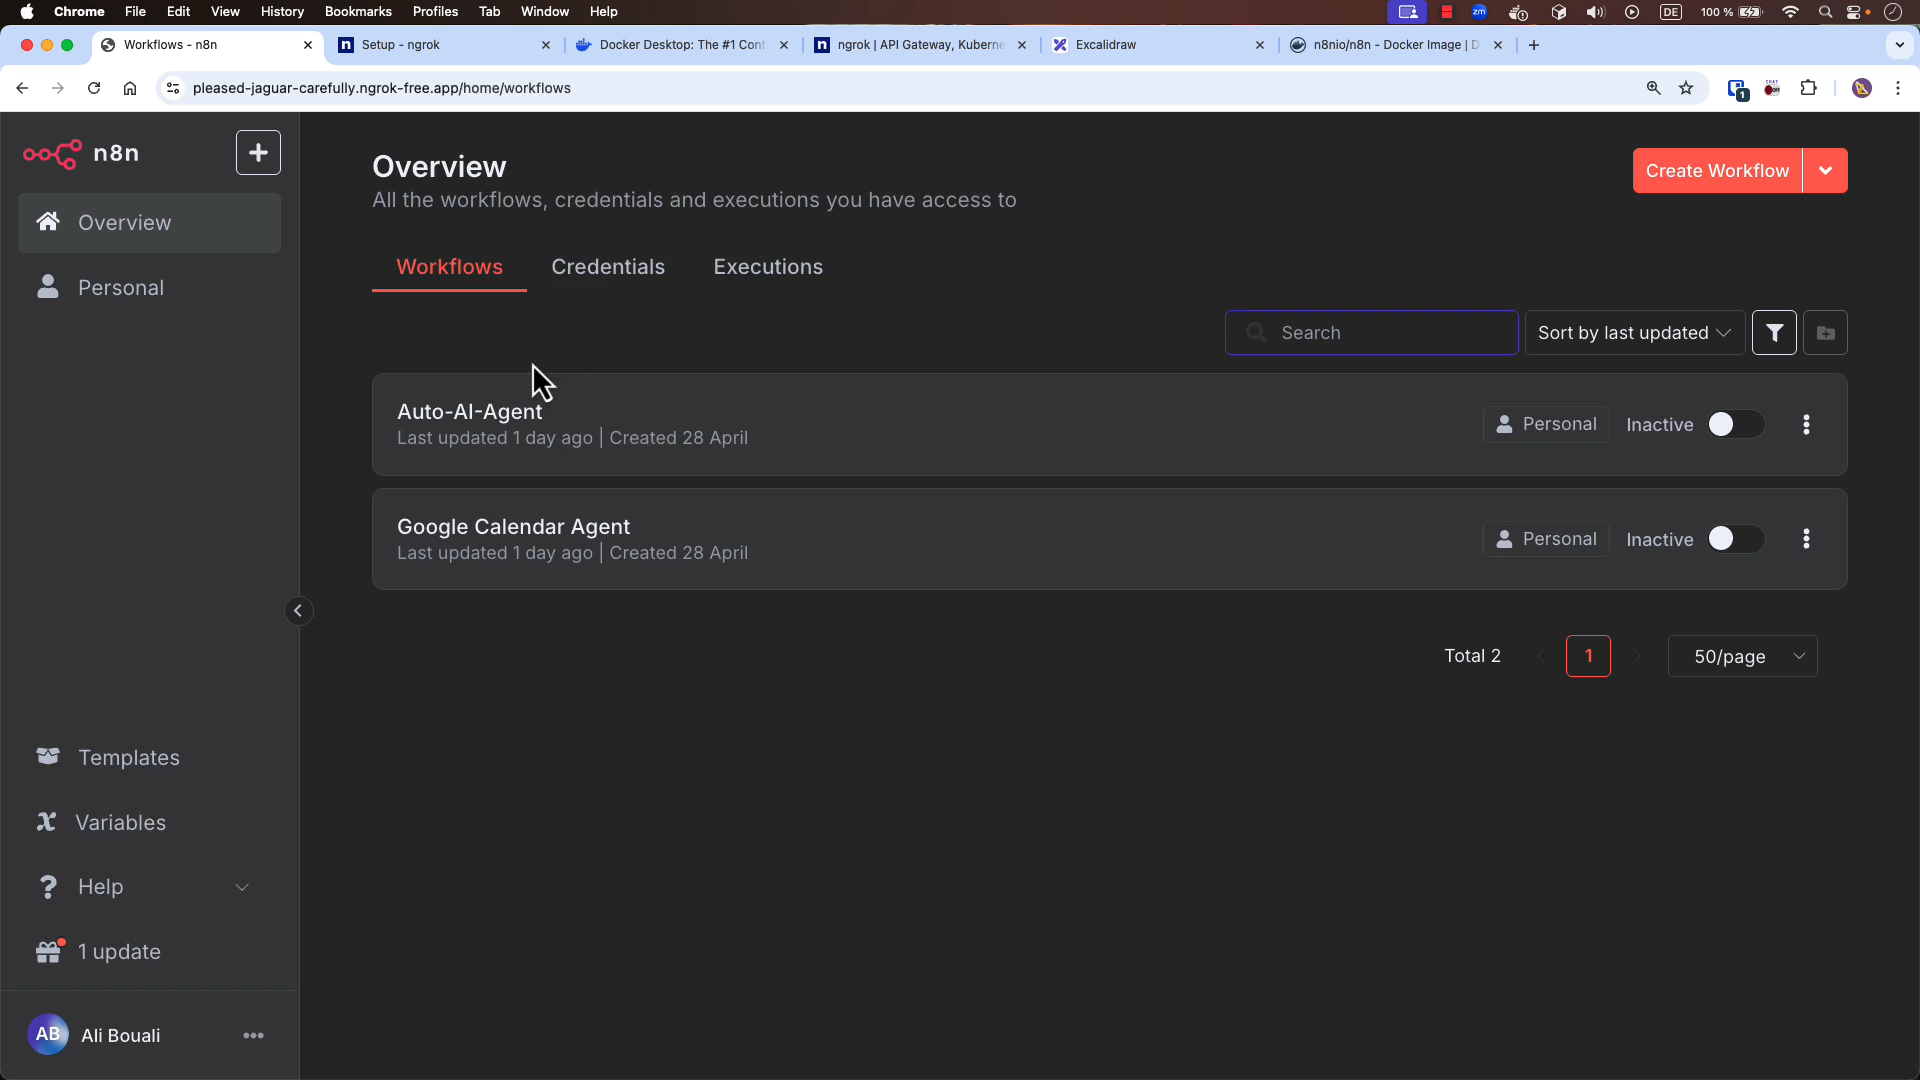 Chrome File Edit View History Bookmarks Profiles Tab Window Help zm DE 100 %
Workflows - n8n
Setup - ngrok
Docker Desktop: The #1 Cont
ngrok | API Gateway, Kuberne
Excalidraw
n8nio/n8n - Docker Image | D
pleased-jaguar-carefully.ngrok-free.app/home/workflows
1
n8n
Overview
Personal
Templates
Variables
Help
1 update
AB Ali Bouali
Overview
All the workflows, credentials and executions you have access to
Create Workflow
Workflows Credentials Executions
Search
Sort by last updated
Auto-AI-Agent
Last updated 1 day ago | Created 28 April
Personal Inactive
Google Calendar Agent
Last updated 1 day ago | Created 28 April
Personal Inactive
Total 2 1 50/page